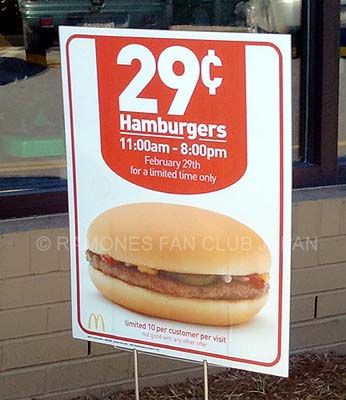 29¢
Hamburgers
11:00am - 8:00pm
February 29th
for a limited time only
© RAMONES FAN CLUB JAPAN
limited 10 per customer per visit
not good with any other offer